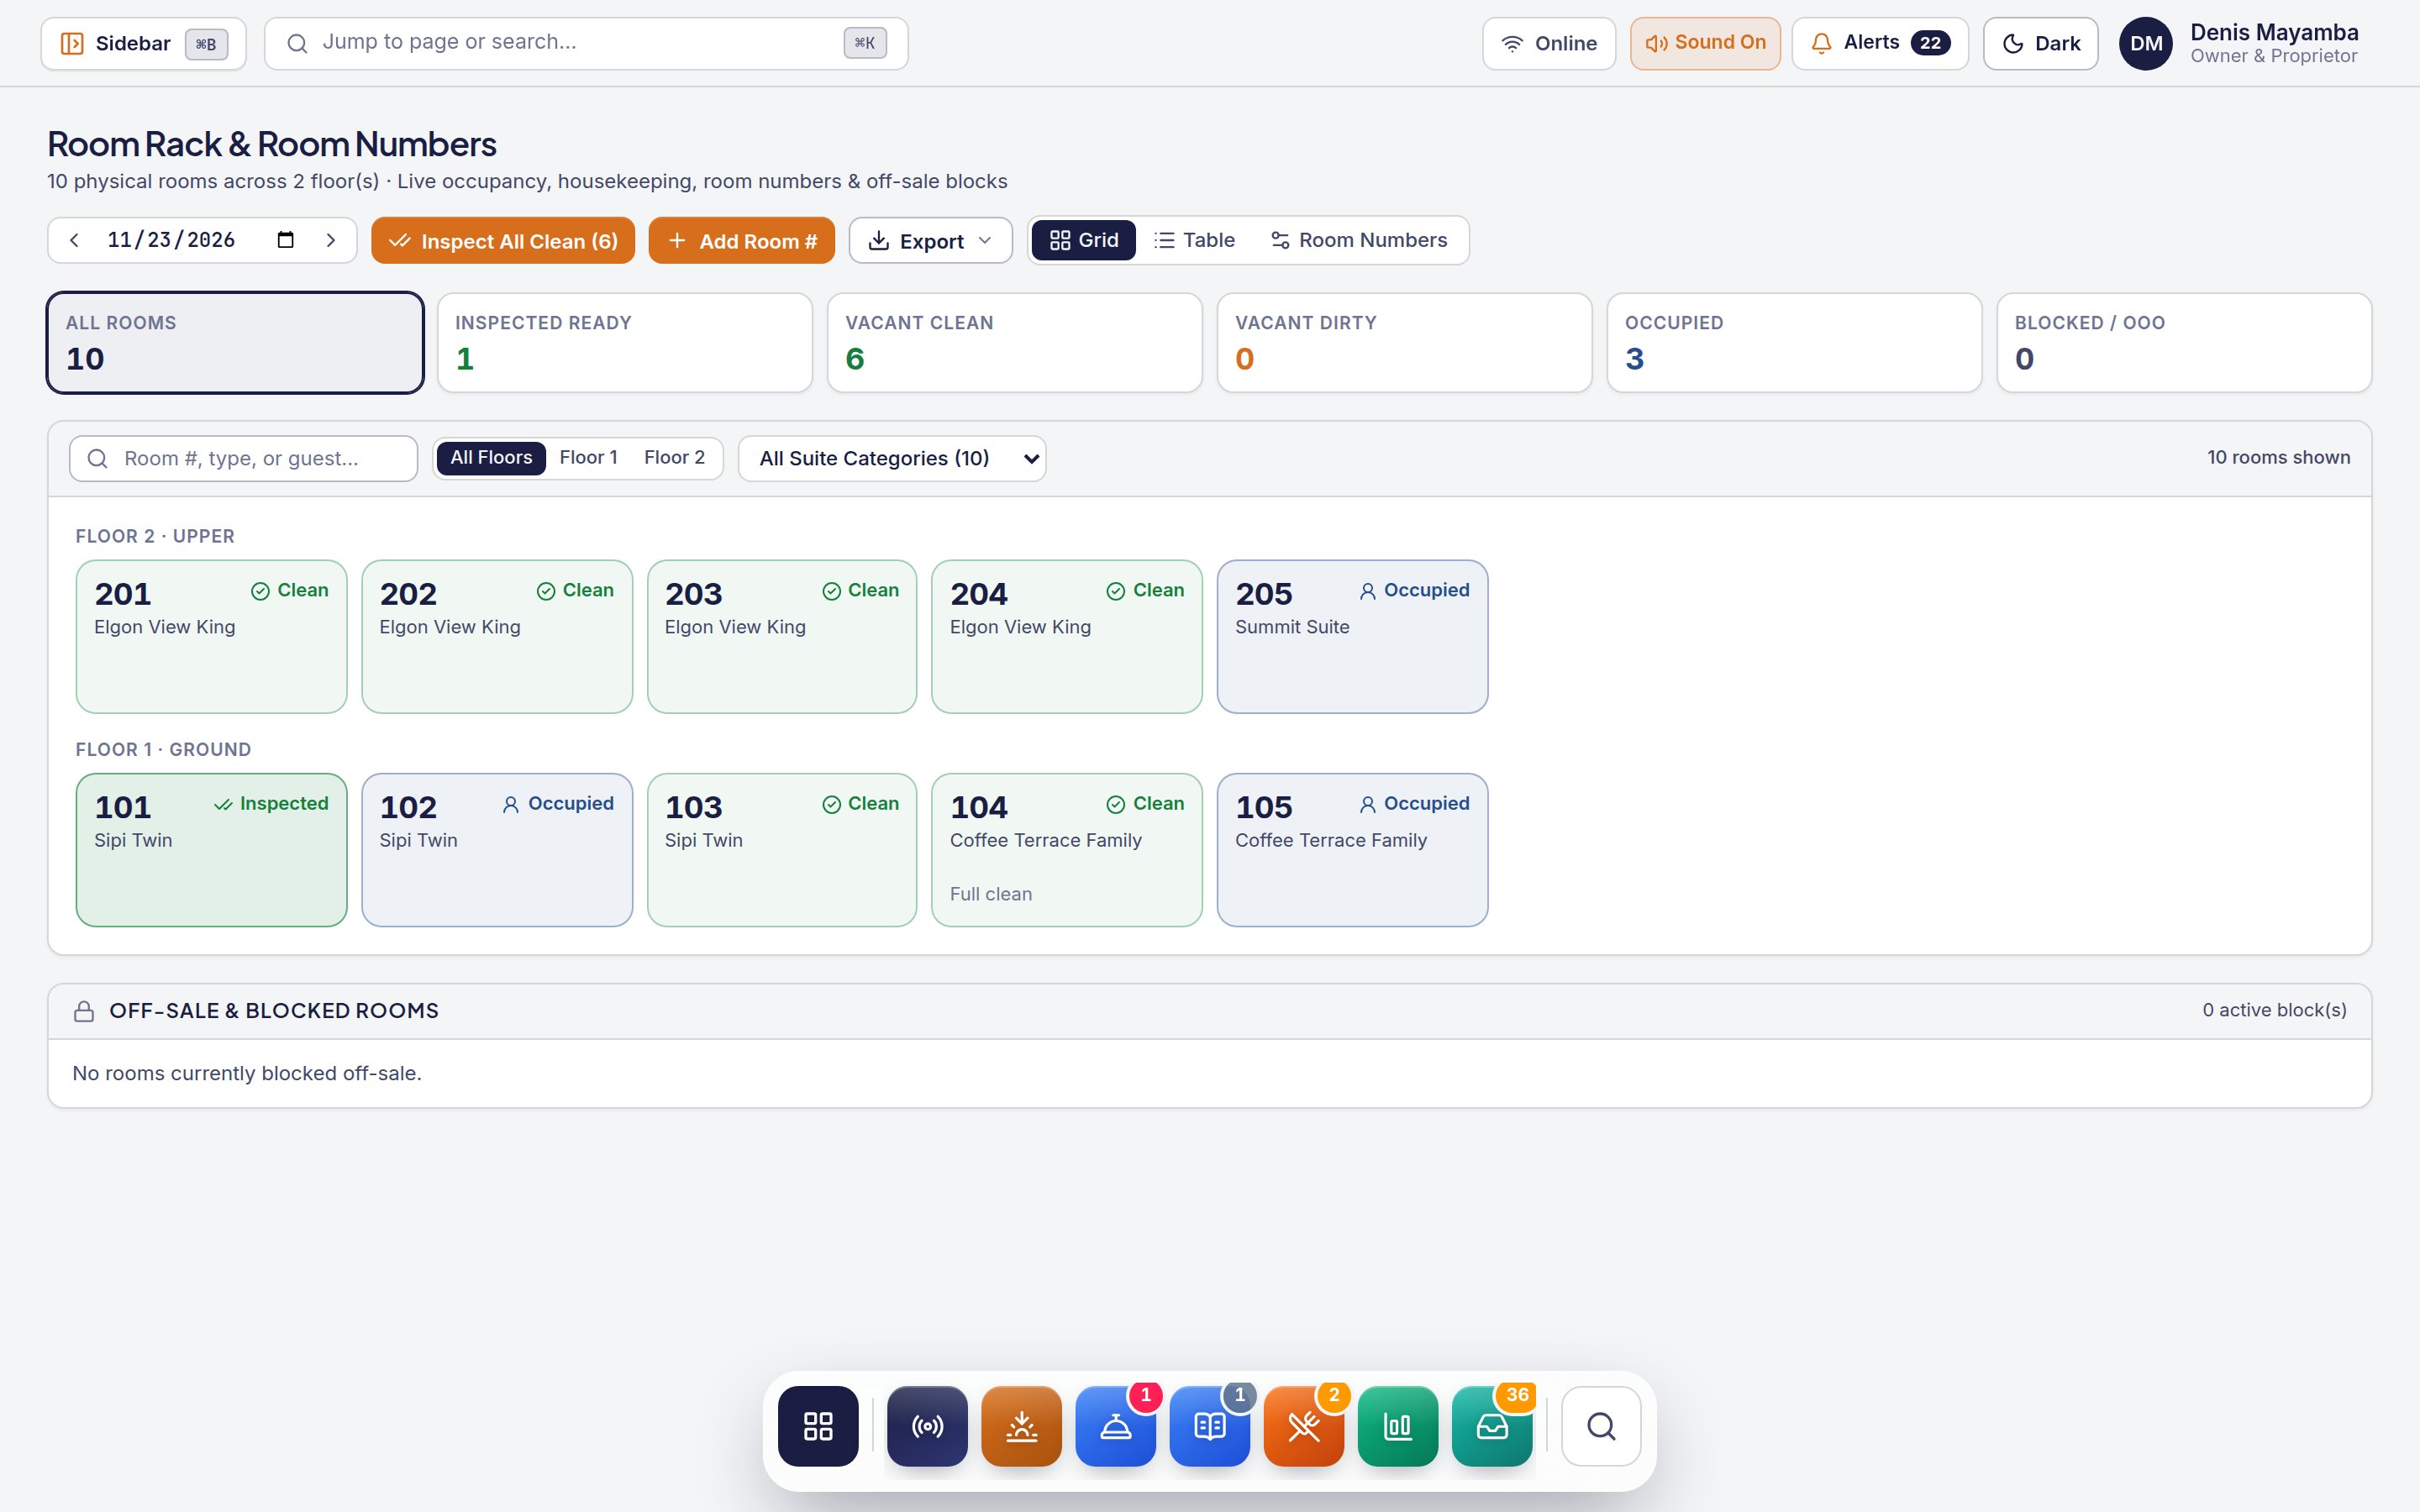 Sidebar ⌘B Jump to page or search... ⌘K Online Sound On Alerts 22 Dark DM Denis Mayamba
Owner & Proprietor
Room Rack & Room Numbers
10 physical rooms across 2 floor(s) · Live occupancy, housekeeping, room numbers & off-sale blocks
11/23/2026 Inspect All Clean (6) Add Room # Export Grid Table Room Numbers
ALL ROOMS INSPECTED READY VACANT CLEAN VACANT DIRTY OCCUPIED BLOCKED / OOO
10 1 6 0 3 0
Room #, type, or guest... All Floors Floor 1 Floor 2 All Suite Categories (10) 10 rooms shown
FLOOR 2 · UPPER
201 Clean 202 Clean 203 Clean 204 Clean 205 Occupied
Elgon View King Elgon View King Elgon View King Elgon View King Summit Suite
FLOOR 1 · GROUND
101 Inspected 102 Occupied 103 Clean 104 Clean 105 Occupied
Sipi Twin Sipi Twin Sipi Twin Coffee Terrace Family Coffee Terrace Family
Full clean
OFF-SALE & BLOCKED ROOMS 0 active block(s)
No rooms currently blocked off-sale.
1 1 2 36